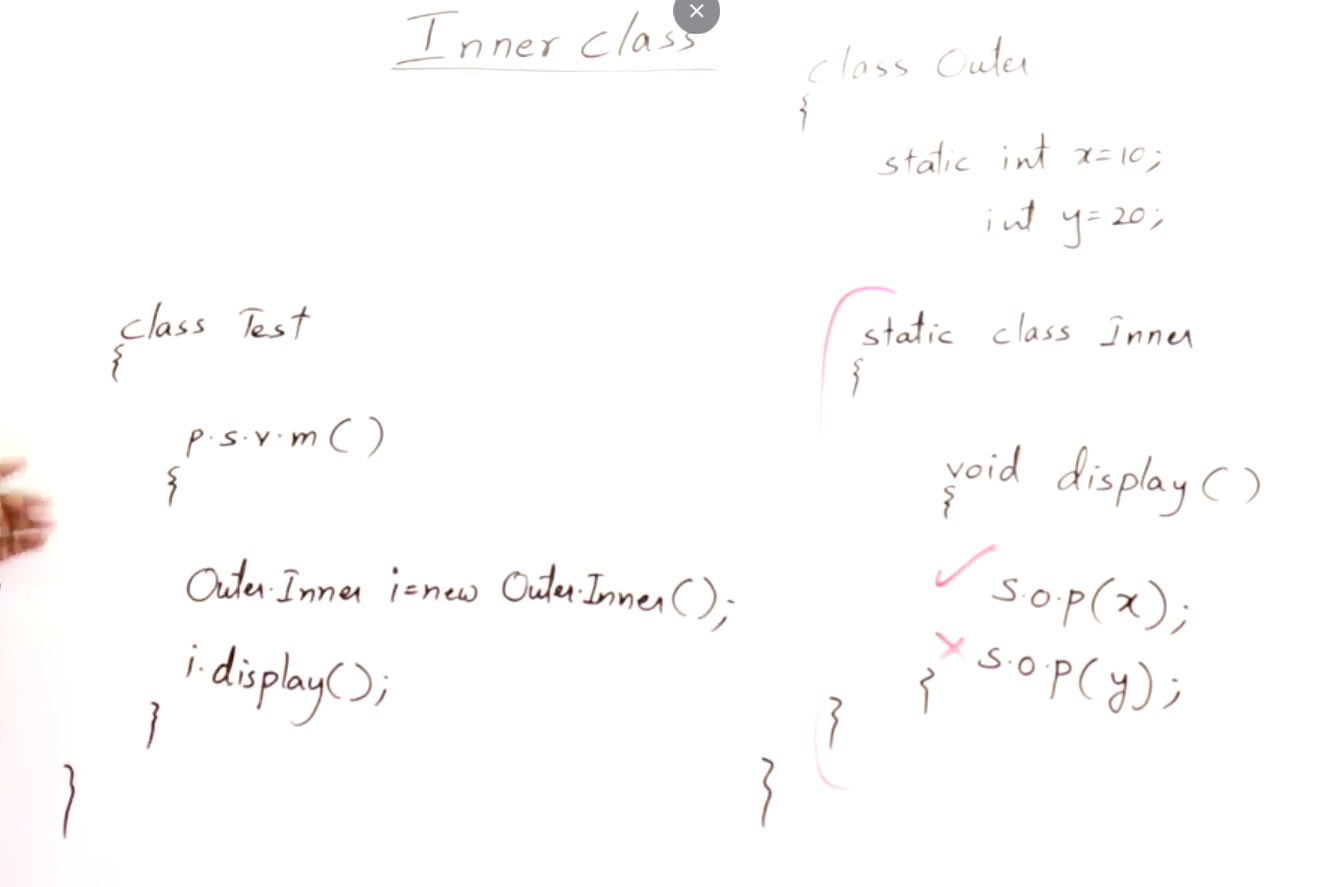 Inner class
class Outer
{
static int x=10;
int y=20;
static class Inner
{
void display()
{
✓ s.o.p(x);
✗ s.o.p(y);
}
}
}
class Test
{
p.s.v.m()
{
Outer.Inner i=new Outer.Inner();
i.display();
}
}